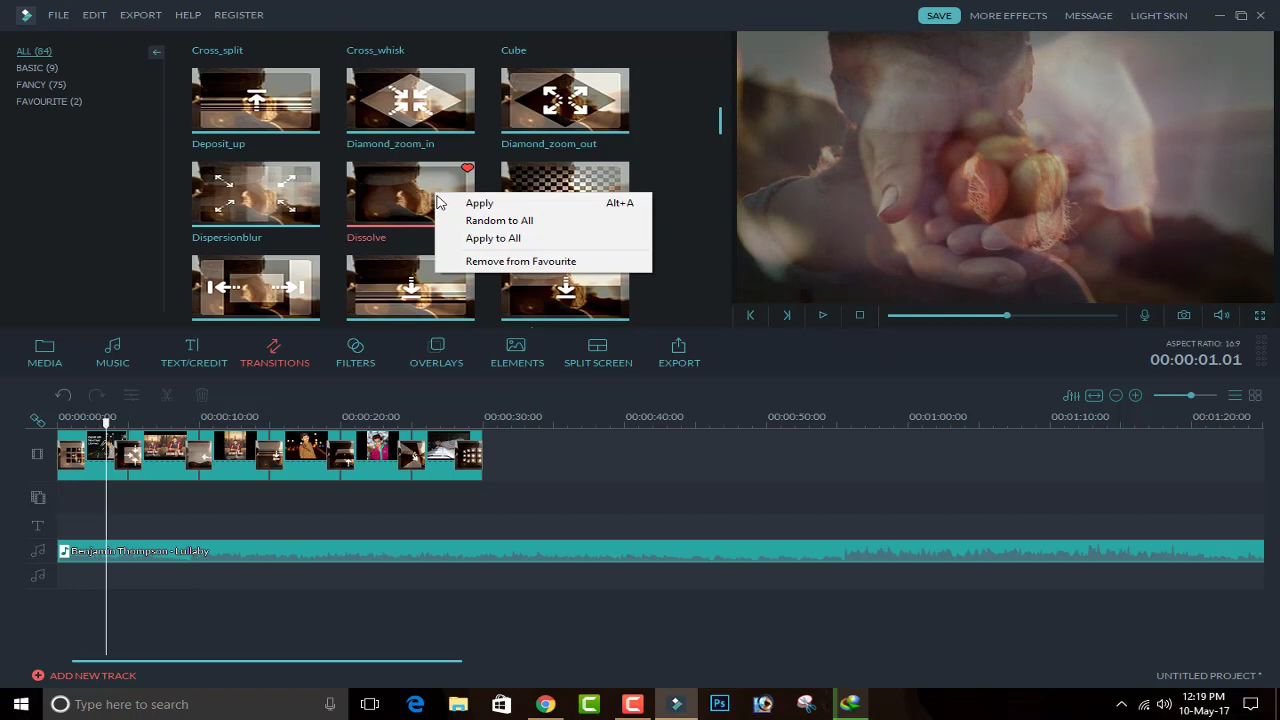 FILE EDIT EXPORT HELP REGISTER SAVE MORE EFFECTS MESSAGE LIGHT SKIN
ALL (84)
BASIC (9)
FANCY (75)
FAVOURITE (2)
Cross_split Cross_whisk Cube
Deposit_up Diamond_zoom_in Diamond_zoom_out
Dispersionblur Dissolve
Apply Alt+A
Random to All
Apply to All
Remove from Favourite
MEDIA MUSIC TEXT/CREDIT TRANSITIONS FILTERS OVERLAYS ELEMENTS SPLIT SCREEN EXPORT
ASPECT RATIO: 16:9
00:00:01.01
00:00:00:00 00:00:10:00 00:00:20:00 00:00:30:00 00:00:40:00 00:00:50:00 00:01:00:00 00:01:10:00 00:01:20:00
Benjamin Thompson - Lullaby
ADD NEW TRACK UNTITLED PROJECT *
Type here to search
12:19 PM
10-May-17